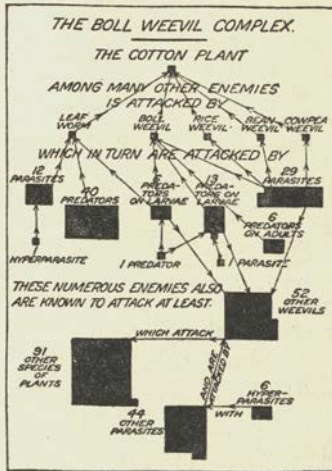 THE BOLL WEEVIL COMPLEX.
THE COTTON PLANT
AMONG MANY OTHER ENEMIES
IS ATTACKED BY
LEAF WORM
BOLL WEEVIL
RICE WEEVIL
BEAN WEEVIL
COWPEA WEEVIL
WHICH IN TURN ARE ATTACKED BY
12 PARASITES
40 PREDATORS
PREDATORS ON LARVAE
13 PREDATORS ON LARVAE
29 PARASITES
6 PREDATORS ON ADULTS
HYPERPARASITE
1 PREDATOR
1 PARASITE
THESE NUMEROUS ENEMIES ALSO
ARE KNOWN TO ATTACK AT LEAST.
52 OTHER WEEVILS
WHICH ATTACK
91 OTHER SPECIES OF PLANTS
AND ARE ATTACKED BY
44 OTHER PARASITES
WITH
6 HYPER-PARASITES